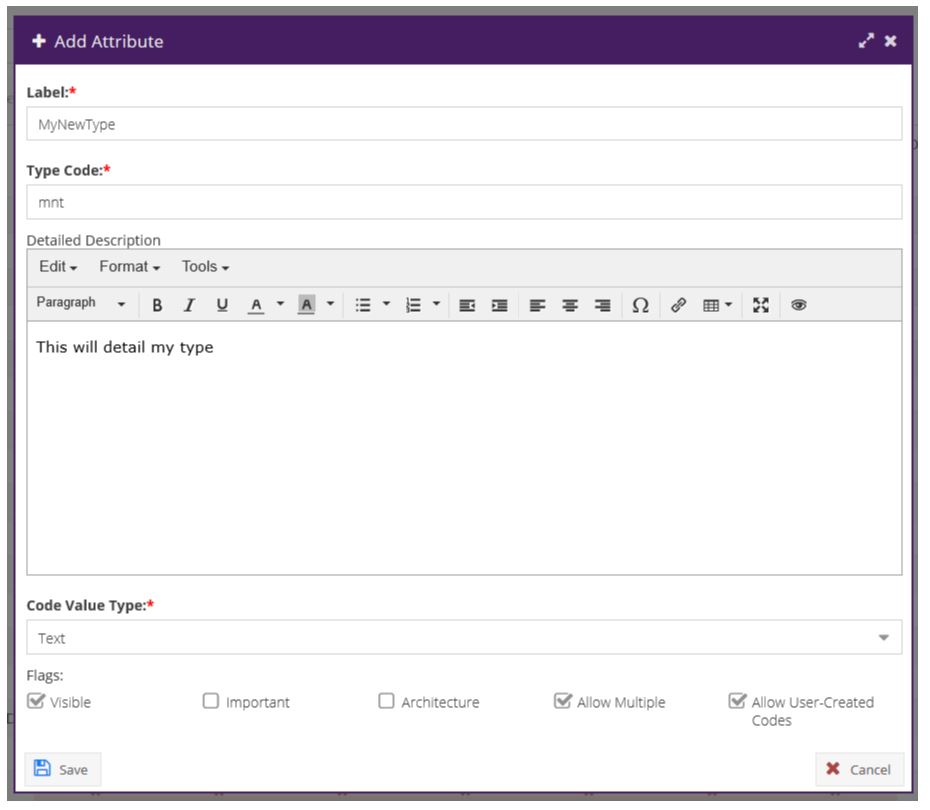 Add Attribute
Label:*
MyNewType
Type Code:*
mnt
Detailed Description
Edit Format Tools
Paragraph B I U A A Ω
This will detail my type
Code Value Type:*
Text
Flags:
Visible Important Architecture Allow Multiple Allow User-Created
Codes
Save Cancel